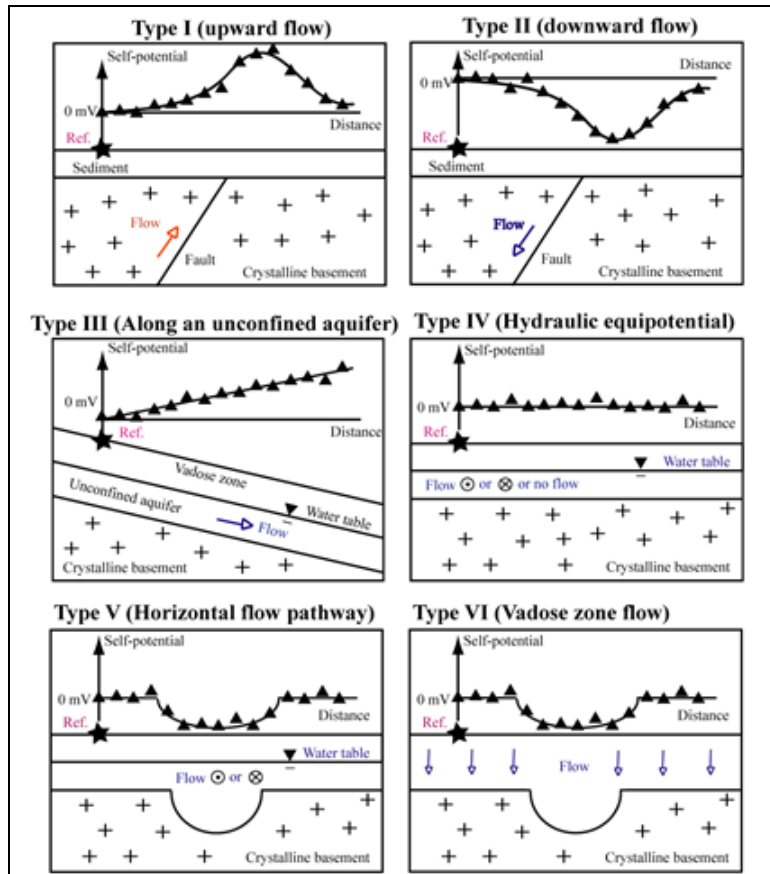 Type I (upward flow)
Self-potential
0 mV
Distance
Ref.
Sediment
Flow
Fault
Crystalline basement
Type II (downward flow)
Self-potential
Distance
0 mV
Ref.
Sediment
Flow
Fault
Crystalline basement
Type III (Along an unconfined aquifer)
Self-potential
0 mV
Ref.
Distance
Vadose zone
Unconfined aquifer
Water table
Flow
Crystalline basement
Type IV (Hydraulic equipotential)
Self-potential
0 mV
Distance
Ref.
Water table
Flow ⊙ or ⊗ or no flow
Crystalline basement
Type V (Horizontal flow pathway)
Self-potential
0 mV
Distance
Ref.
Water table
Flow ⊙ or ⊗
Crystalline basement
Type VI (Vadose zone flow)
Self-potential
0 mV
Distance
Ref.
Flow
Crystalline basement